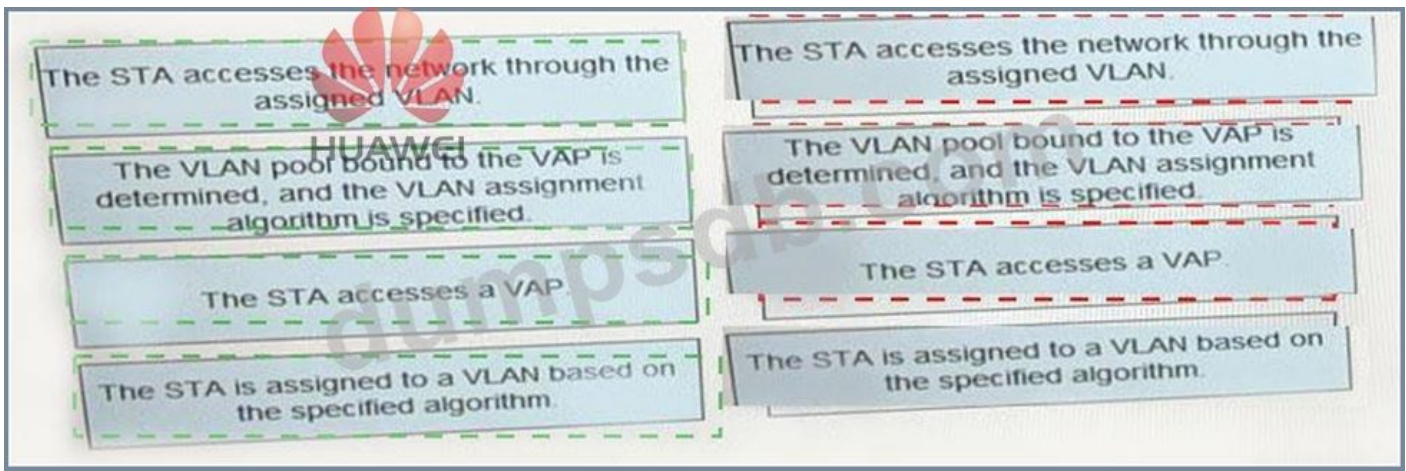 The STA accesses the network through the
assigned VLAN.
HUAWEI
The VLAN pool bound to the VAP is
determined, and the VLAN assignment
algorithm is specified.
The STA accesses a VAP.
The STA is assigned to a VLAN based on
the specified algorithm.
The STA accesses the network through the
assigned VLAN.
The VLAN pool bound to the VAP is
determined, and the VLAN assignment
algorithm is specified.
The STA accesses a VAP.
The STA is assigned to a VLAN based on
the specified algorithm.
dumpsdb.com